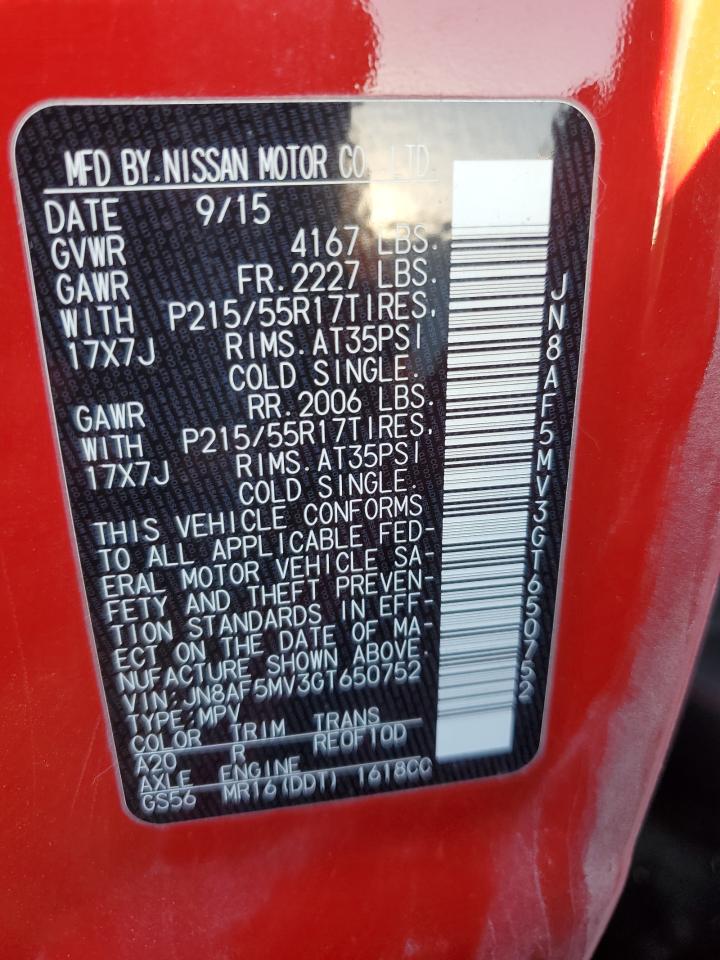 MFD BY.NISSAN MOTOR CO.,LTD.
DATE 9/15
GVWR 4167 LBS.
GAWR FR.2227 LBS.
WITH P215/55R17TIRES.
17X7J RIMS.AT35PSI
COLD SINGLE.
GAWR RR.2006 LBS.
WITH P215/55R17TIRES.
17X7J RIMS.AT35PSI
COLD SINGLE.
THIS VEHICLE CONFORMS
TO ALL APPLICABLE FED-
ERAL MOTOR VEHICLE SA-
FETY AND THEFT PREVEN-
TION STANDARDS IN EFF-
ECT ON THE DATE OF MA-
NUFACTURE SHOWN ABOVE.
VIN:JN8AF5MV3GT650752
TYPE:MPV
COLOR TRIM TRANS
A20 R RE0F10D
AXLE ENGINE
GS56 MR16(DDT) 1618CC
JN8AF5MV3GT650752